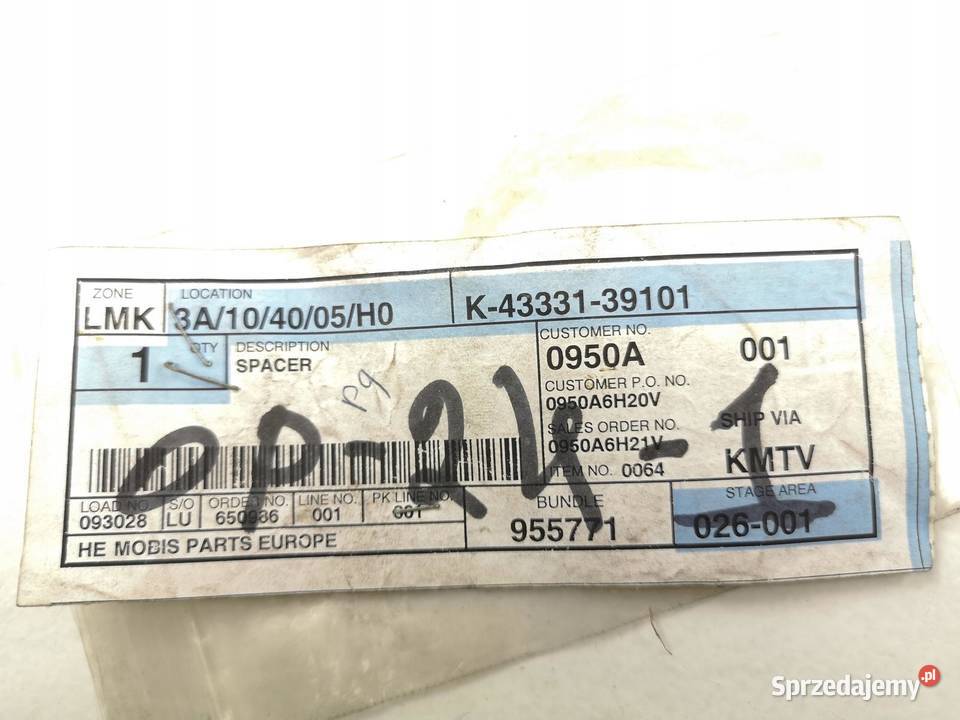 ZONE LOCATION
LMK 3A/10/40/05/H0 K-43331-39101
1 QTY DESCRIPTION
SPACER
CUSTOMER NO.
0950A 001
CUSTOMER P.O. NO.
0950A6H20V
SALES ORDER NO.
0950A6H21V
SHIP VIA
KMTV
ITEM NO. 0064
pg
LOAD NO. S/O ORDER NO. LINE NO. PK LINE NO.
093028 LU 650936 001 001
BUNDLE
955771
STAGE AREA
026-001
HE MOBIS PARTS EUROPE
Sprzedajemy.pl